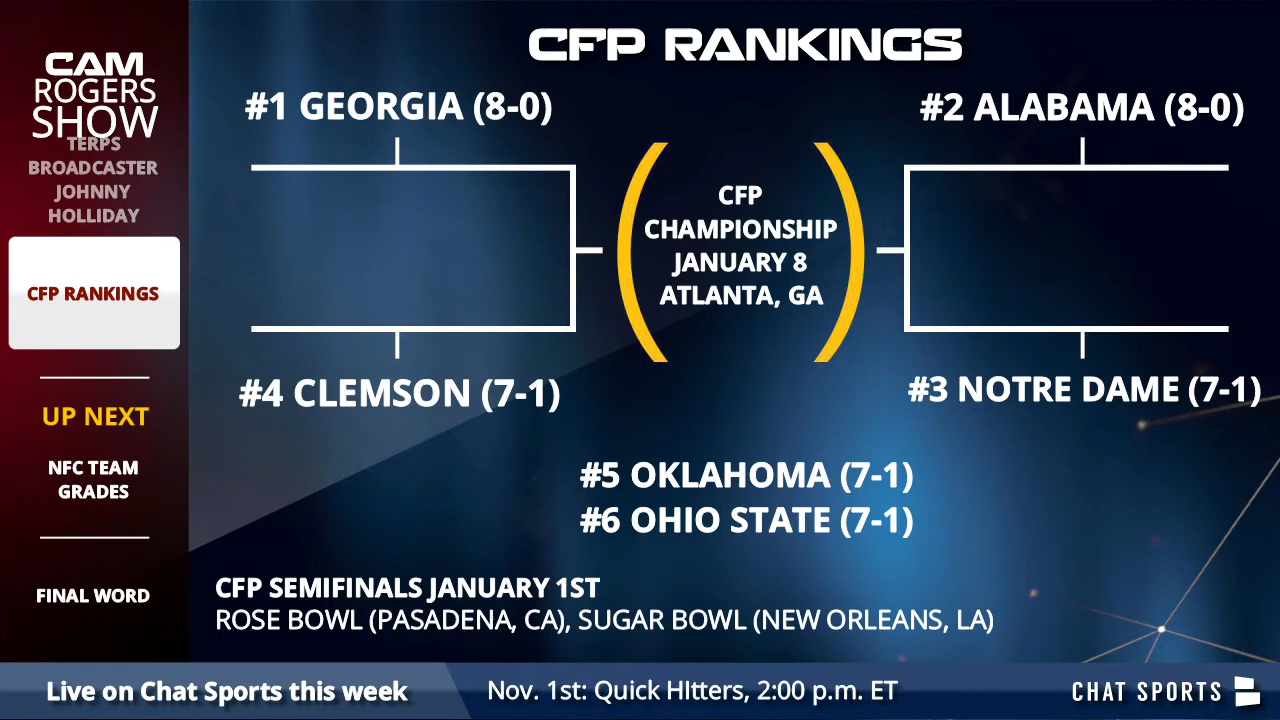 CAM
ROGERS
SHOW
TERPS
BROADCASTER
JOHNNY
HOLLIDAY
CFP RANKINGS
UP NEXT
NFC TEAM
GRADES
FINAL WORD
CFP RANKINGS
#1 GEORGIA (8-0)
#2 ALABAMA (8-0)
CFP
CHAMPIONSHIP
JANUARY 8
ATLANTA, GA
#4 CLEMSON (7-1)
#3 NOTRE DAME (7-1)
#5 OKLAHOMA (7-1)
#6 OHIO STATE (7-1)
CFP SEMIFINALS JANUARY 1ST
ROSE BOWL (PASADENA, CA), SUGAR BOWL (NEW ORLEANS, LA)
Live on Chat Sports this week
Nov. 1st: Quick HItters, 2:00 p.m. ET
CHAT SPORTS